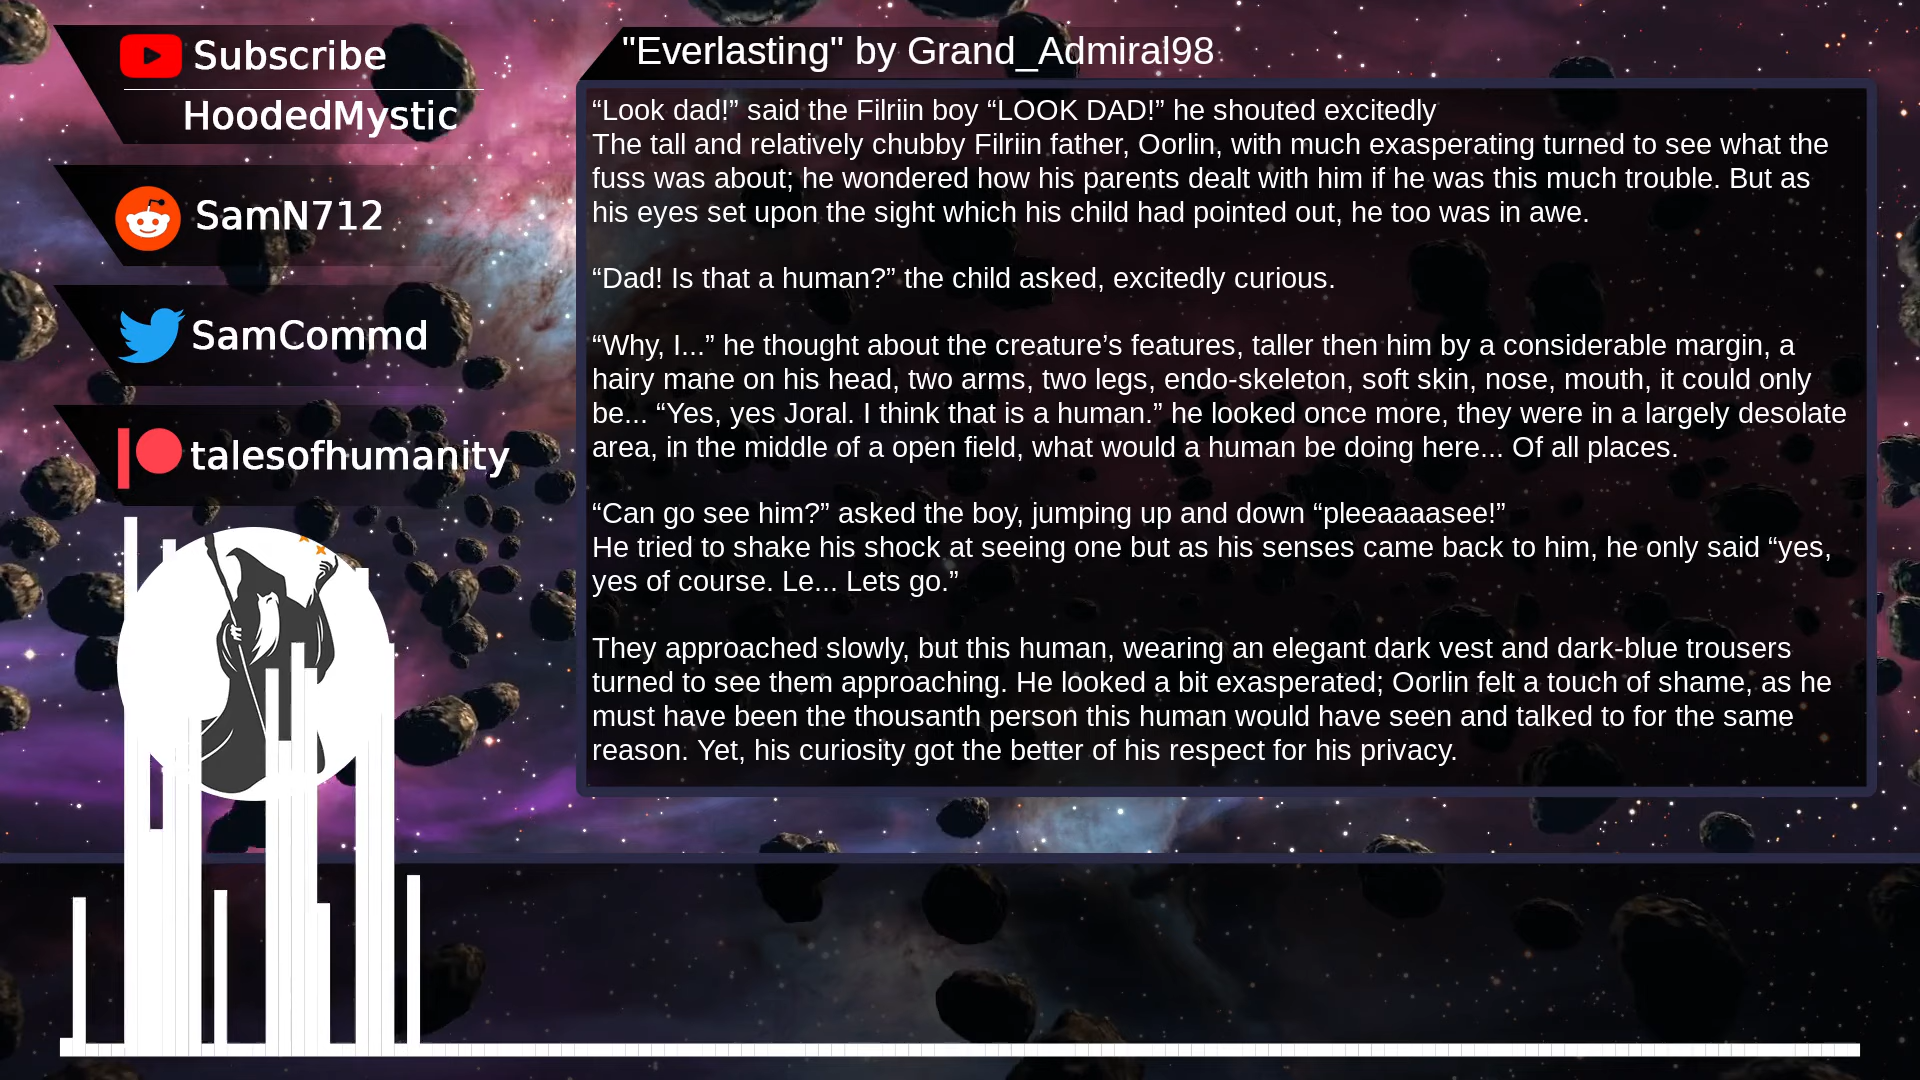 Subscribe
HoodedMystic
SamN712
SamCommd
talesofhumanity
"Everlasting" by Grand_Admiral98
“Look dad!” said the Filriin boy “LOOK DAD!” he shouted excitedly
The tall and relatively chubby Filriin father, Oorlin, with much exasperating turned to see what the
fuss was about; he wondered how his parents dealt with him if he was this much trouble. But as
his eyes set upon the sight which his child had pointed out, he too was in awe.
“Dad! Is that a human?” the child asked, excitedly curious.
“Why, I...” he thought about the creature’s features, taller then him by a considerable margin, a
hairy mane on his head, two arms, two legs, endo-skeleton, soft skin, nose, mouth, it could only
be... “Yes, yes Joral. I think that is a human.” he looked once more, they were in a largely desolate
area, in the middle of a open field, what would a human be doing here... Of all places.
“Can go see him?” asked the boy, jumping up and down “pleeaaaasee!”
He tried to shake his shock at seeing one but as his senses came back to him, he only said “yes,
yes of course. Le... Lets go.”
They approached slowly, but this human, wearing an elegant dark vest and dark-blue trousers
turned to see them approaching. He looked a bit exasperated; Oorlin felt a touch of shame, as he
must have been the thousanth person this human would have seen and talked to for the same
reason. Yet, his curiosity got the better of his respect for his privacy.